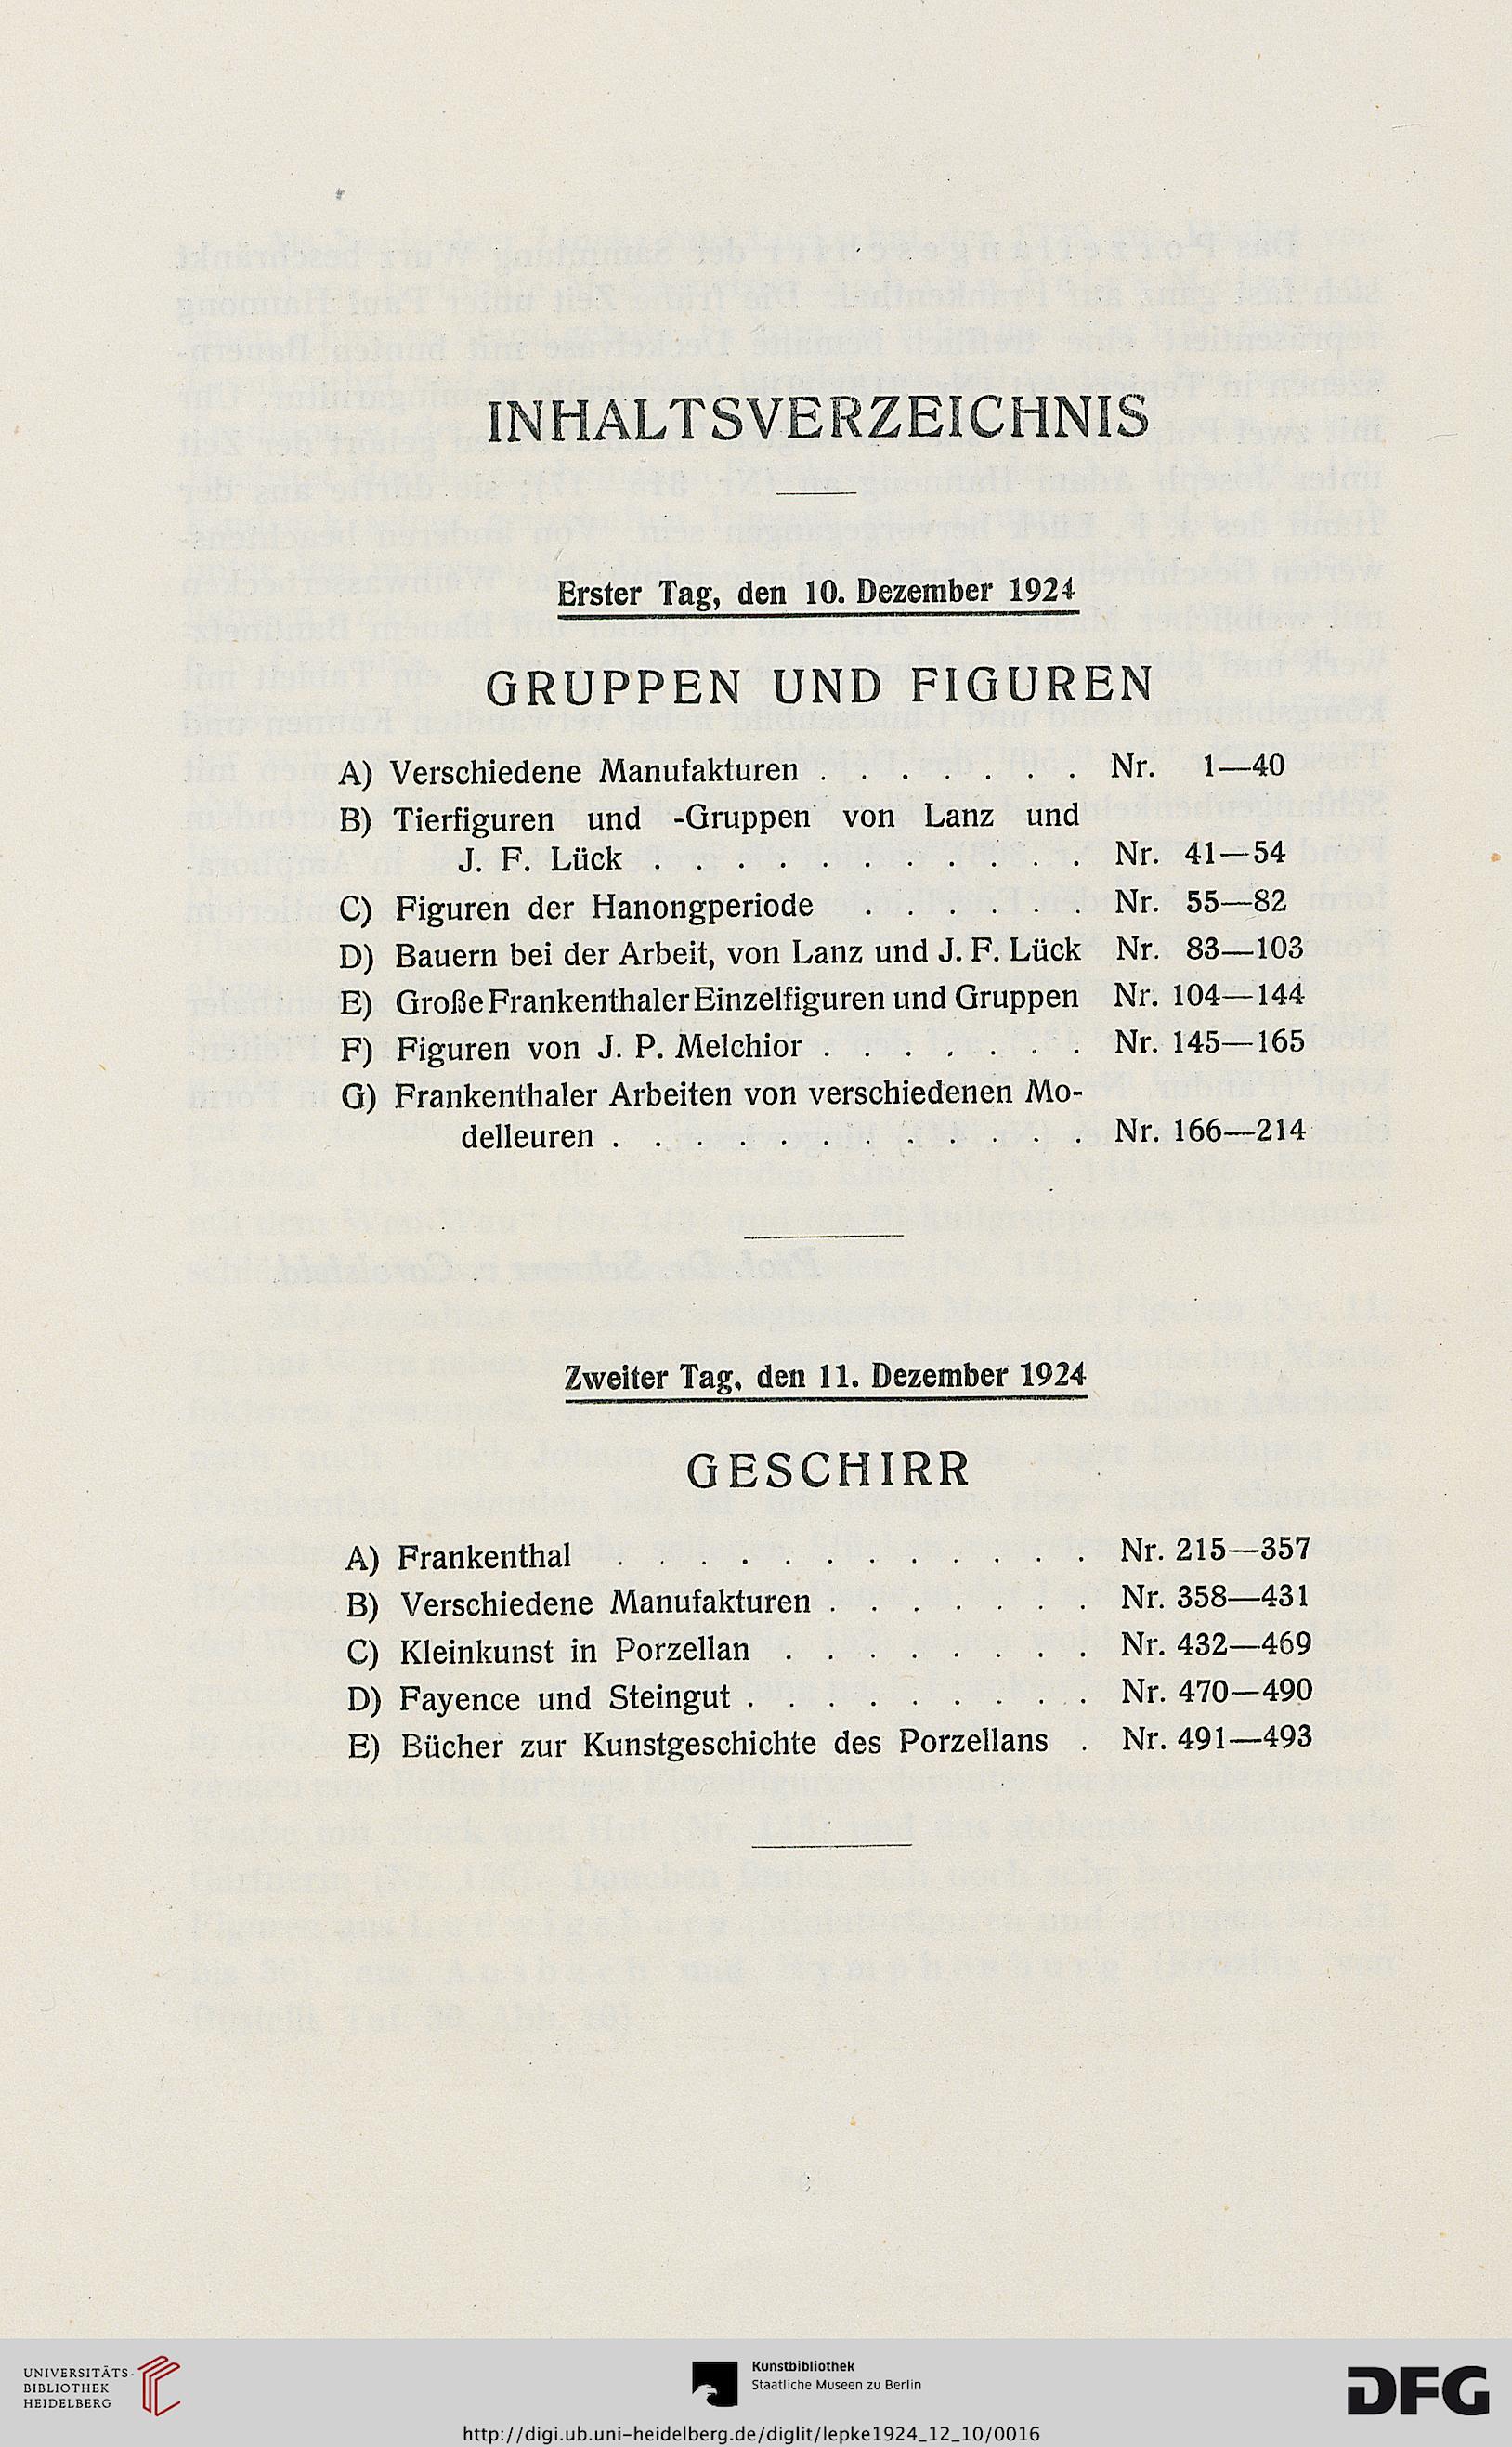 INHALTSVERZEICHNIS
Erster Tag, den 10. Dezember 1924
GRUPPEN UND FIGUREN
A) Verschiedene Manufakturen . . . . . . . Nr. 1—40
B) Tierfiguren und -Gruppen von Lanz und
J. F. Lück . . . . . . . . . . . Nr. 41—54
C) Figuren der Hanongperiode . . . . . . Nr. 55—82
D) Bauern bei der Arbeit, von Lanz und J. F. Lück Nr. 83—103
E) Große Frankenthaler Einzelfiguren und Gruppen Nr. 104—144
F) Figuren von J. P. Melchior . . . . . . . Nr. 145—165
G) Frankenthaler Arbeiten von verschiedenen Mo-
delleuren . . . . . . . . . . . . Nr. 166—214
Zweiter Tag, den 11. Dezember 1924
GESCHIRR
A) Frankenthal . . . . . . . . . . . . Nr. 215—357
B) Verschiedene Manufakturen . . . . . . . Nr. 358—431
C) Kleinkunst in Porzellan . . . . . . . . Nr. 432—469
D) Fayence und Steingut . . . . . . . . . Nr. 470—490
E) Bücher zur Kunstgeschichte des Porzellans . Nr. 491—493
UNIVERSITÄTS-
BIBLIOTHEK
HEIDELBERG
Kunstbibliothek
Staatliche Museen zu Berlin
DFG
http://digi.ub.uni-heidelberg.de/diglit/lepke1924_12_10/0016